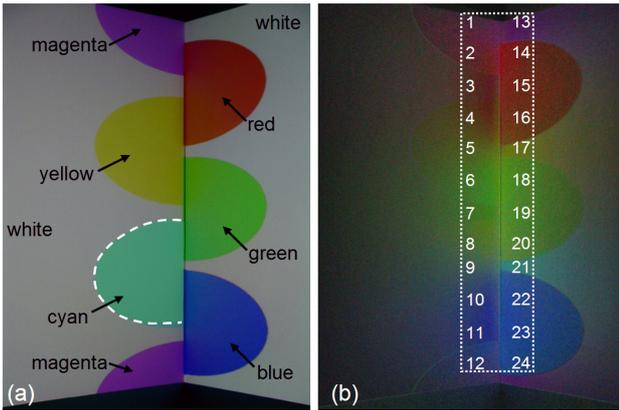 magenta
white
red
yellow
white
green
cyan
magenta
blue
(a)
1 13
2 14
3 15
4 16
5 17
6 18
7 19
8 20
9 21
10 22
11 23
12 24
(b)